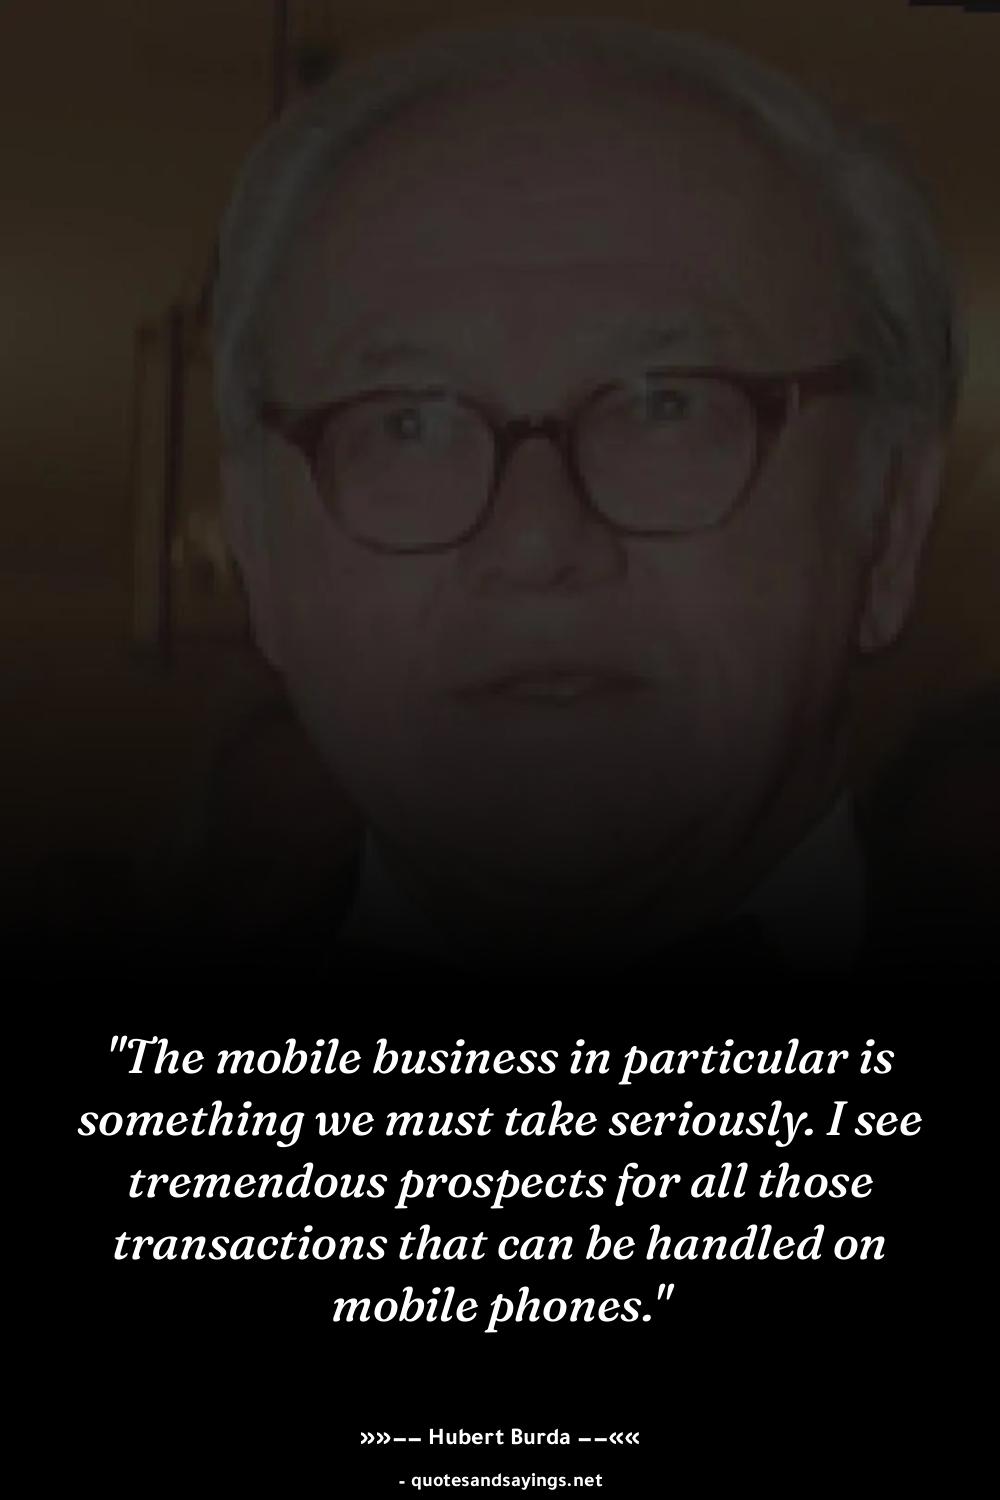 "The mobile business in particular is
something we must take seriously. I see
tremendous prospects for all those
transactions that can be handled on
mobile phones."
»»−− Hubert Burda −−««
- quotesandsayings.net